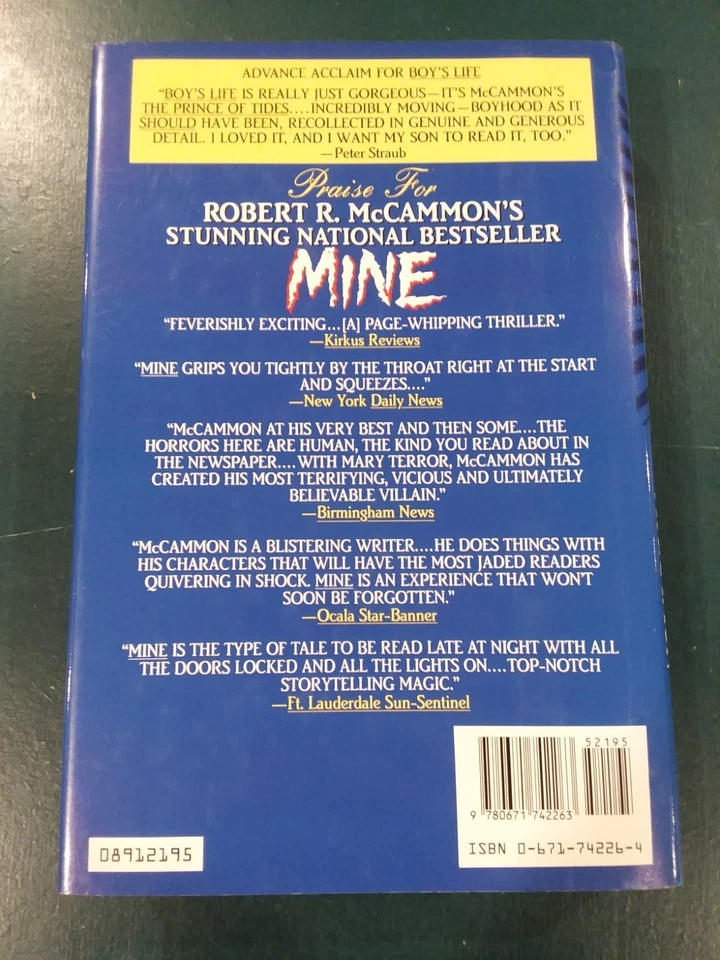 ADVANCE ACCLAIM FOR BOY'S LIFE
"BOY'S LIFE IS REALLY JUST GORGEOUS—IT'S McCAMMON'S
THE PRINCE OF TIDES....INCREDIBLY MOVING—BOYHOOD AS IT
SHOULD HAVE BEEN, RECOLLECTED IN GENUINE AND GENEROUS
DETAIL. I LOVED IT, AND I WANT MY SON TO READ IT, TOO."
—Peter Straub
Praise For
ROBERT R. McCAMMON'S
STUNNING NATIONAL BESTSELLER
MINE
"FEVERISHLY EXCITING...[A] PAGE-WHIPPING THRILLER."
—Kirkus Reviews
"MINE GRIPS YOU TIGHTLY BY THE THROAT RIGHT AT THE START
AND SQUEEZES...."
—New York Daily News
"McCAMMON AT HIS VERY BEST AND THEN SOME....THE
HORRORS HERE ARE HUMAN, THE KIND YOU READ ABOUT IN
THE NEWSPAPER....WITH MARY TERROR, McCAMMON HAS
CREATED HIS MOST TERRIFYING, VICIOUS AND ULTIMATELY
BELIEVABLE VILLAIN."
—Birmingham News
"McCAMMON IS A BLISTERING WRITER....HE DOES THINGS WITH
HIS CHARACTERS THAT WILL HAVE THE MOST JADED READERS
QUIVERING IN SHOCK. MINE IS AN EXPERIENCE THAT WON'T
SOON BE FORGOTTEN."
—Ocala Star-Banner
"MINE IS THE TYPE OF TALE TO BE READ LATE AT NIGHT WITH ALL
THE DOORS LOCKED AND ALL THE LIGHTS ON....TOP-NOTCH
STORYTELLING MAGIC."
—Ft. Lauderdale Sun-Sentinel
52195
9 780671 742263
ISBN 0-671-74226-4
08912195